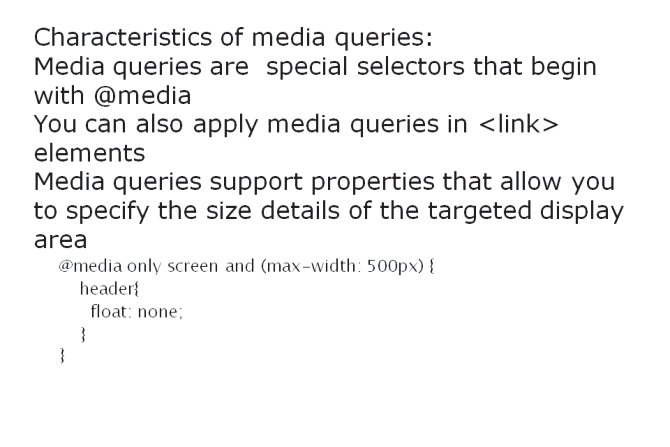 Characteristics of media queries:
Media queries are special selectors that begin
with @media
You can also apply media queries in <link>
elements
Media queries support properties that allow you
to specify the size details of the targeted display
area
@media only screen and (max-width: 500px) {
header{
float: none;
}
}